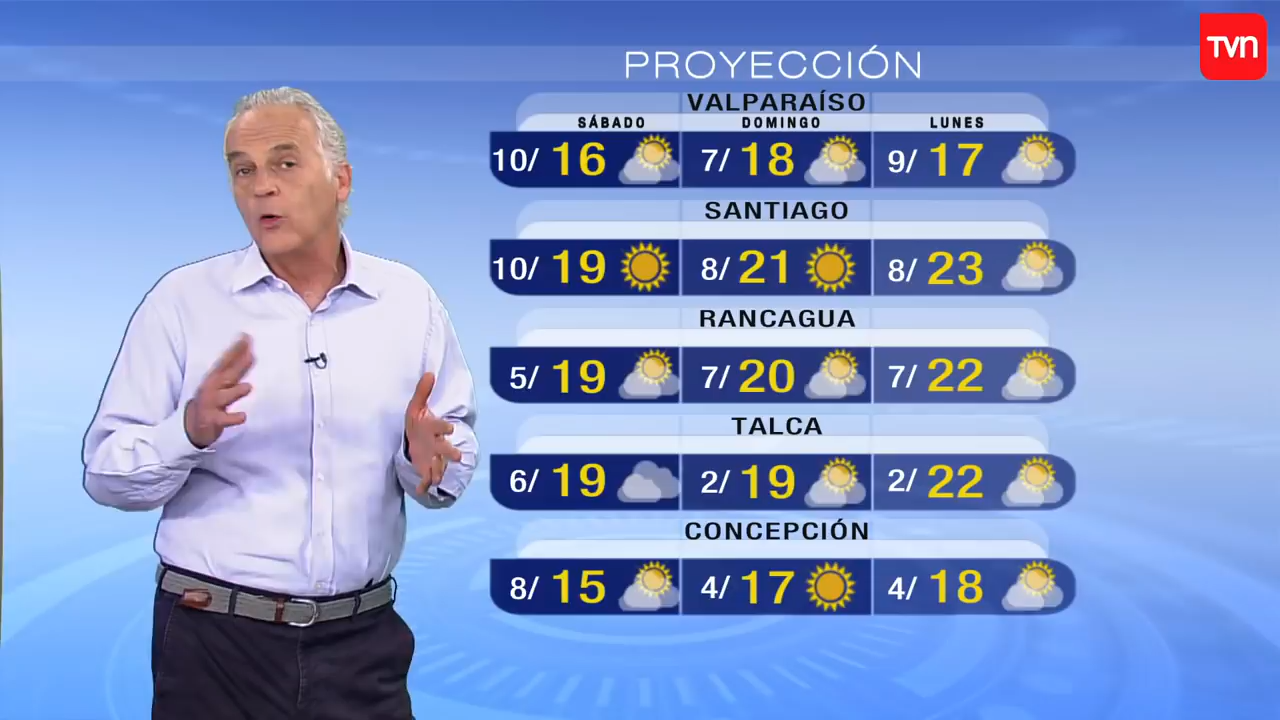 TVN
PROYECCIÓN
VALPARAÍSO
SÁBADO DOMINGO LUNES
10/ 16 7/ 18 9/ 17
SANTIAGO
10/ 19 8/ 21 8/ 23
RANCAGUA
5/ 19 7/ 20 7/ 22
TALCA
6/ 19 2/ 19 2/ 22
CONCEPCIÓN
8/ 15 4/ 17 4/ 18